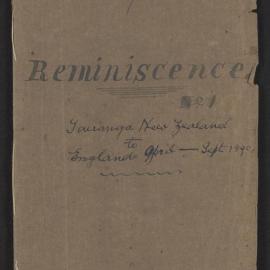 Reminiscence
No 1
Tauranga New Zealand
to
England April — Sept 1890